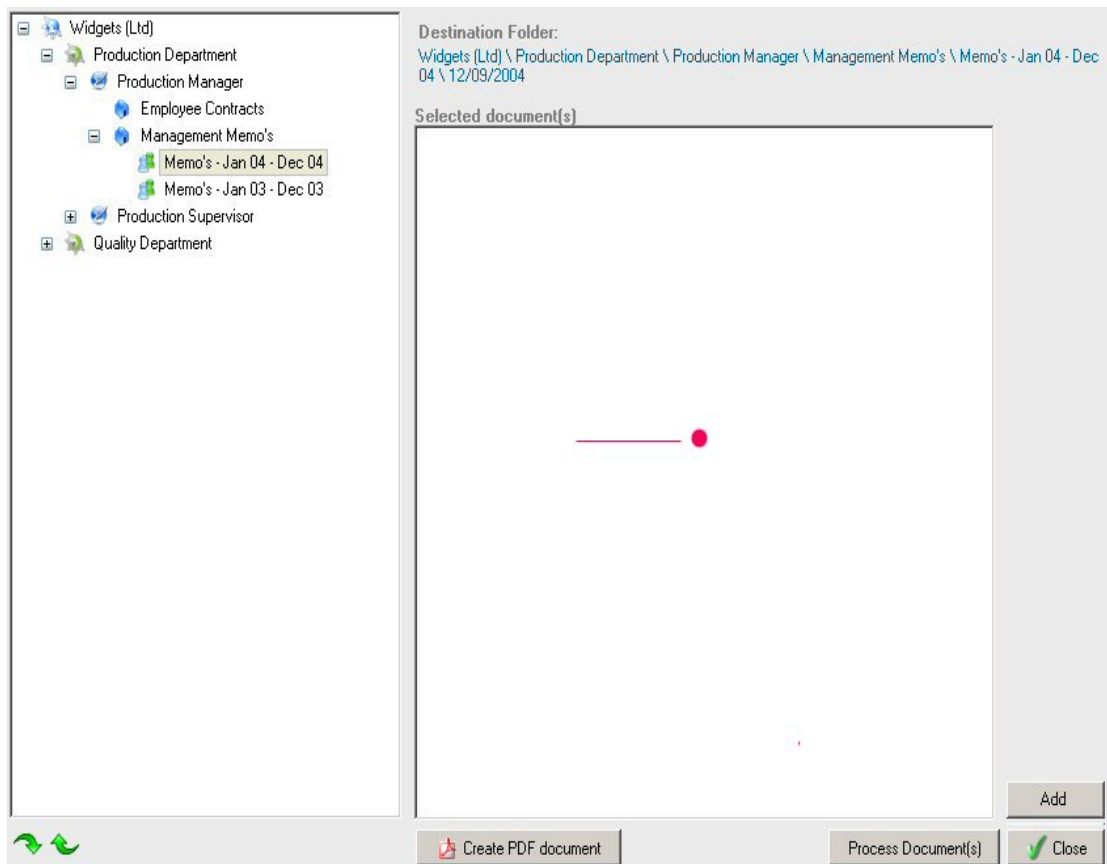 Widgets (Ltd)
Production Department
Production Manager
Employee Contracts
Management Memo's
Memo's - Jan 04 - Dec 04
Memo's - Jan 03 - Dec 03
Production Supervisor
Quality Department
Destination Folder:
Widgets (Ltd) \ Production Department \ Production Manager \ Management Memo's \ Memo's - Jan 04 - Dec
04 \ 12/09/2004
Selected document(s)
Add
Create PDF document
Process Document(s)
Close